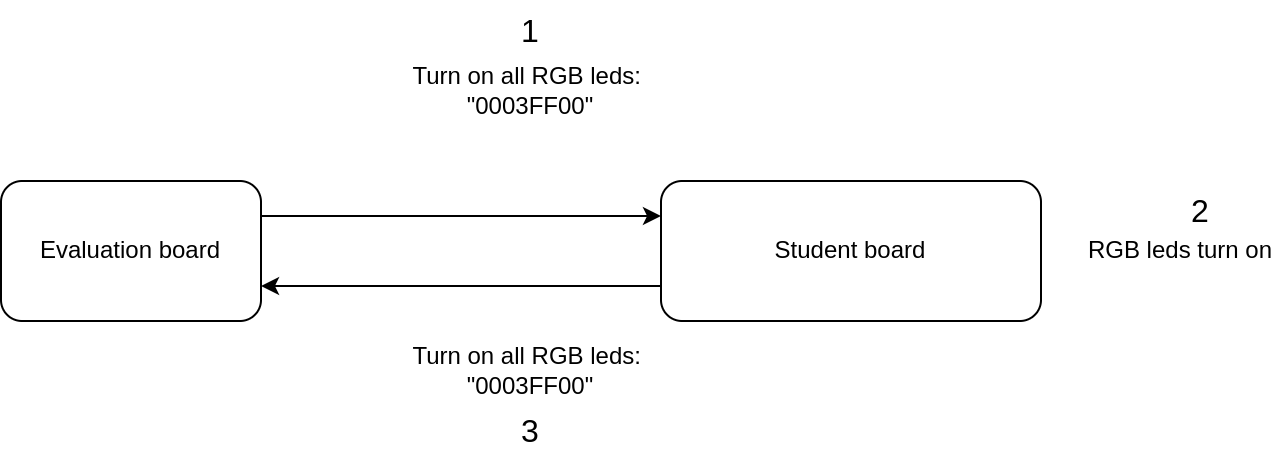 1
Turn on all RGB leds:
"0003FF00"
Evaluation board
Student board
2
RGB leds turn on
Turn on all RGB leds:
"0003FF00"
3